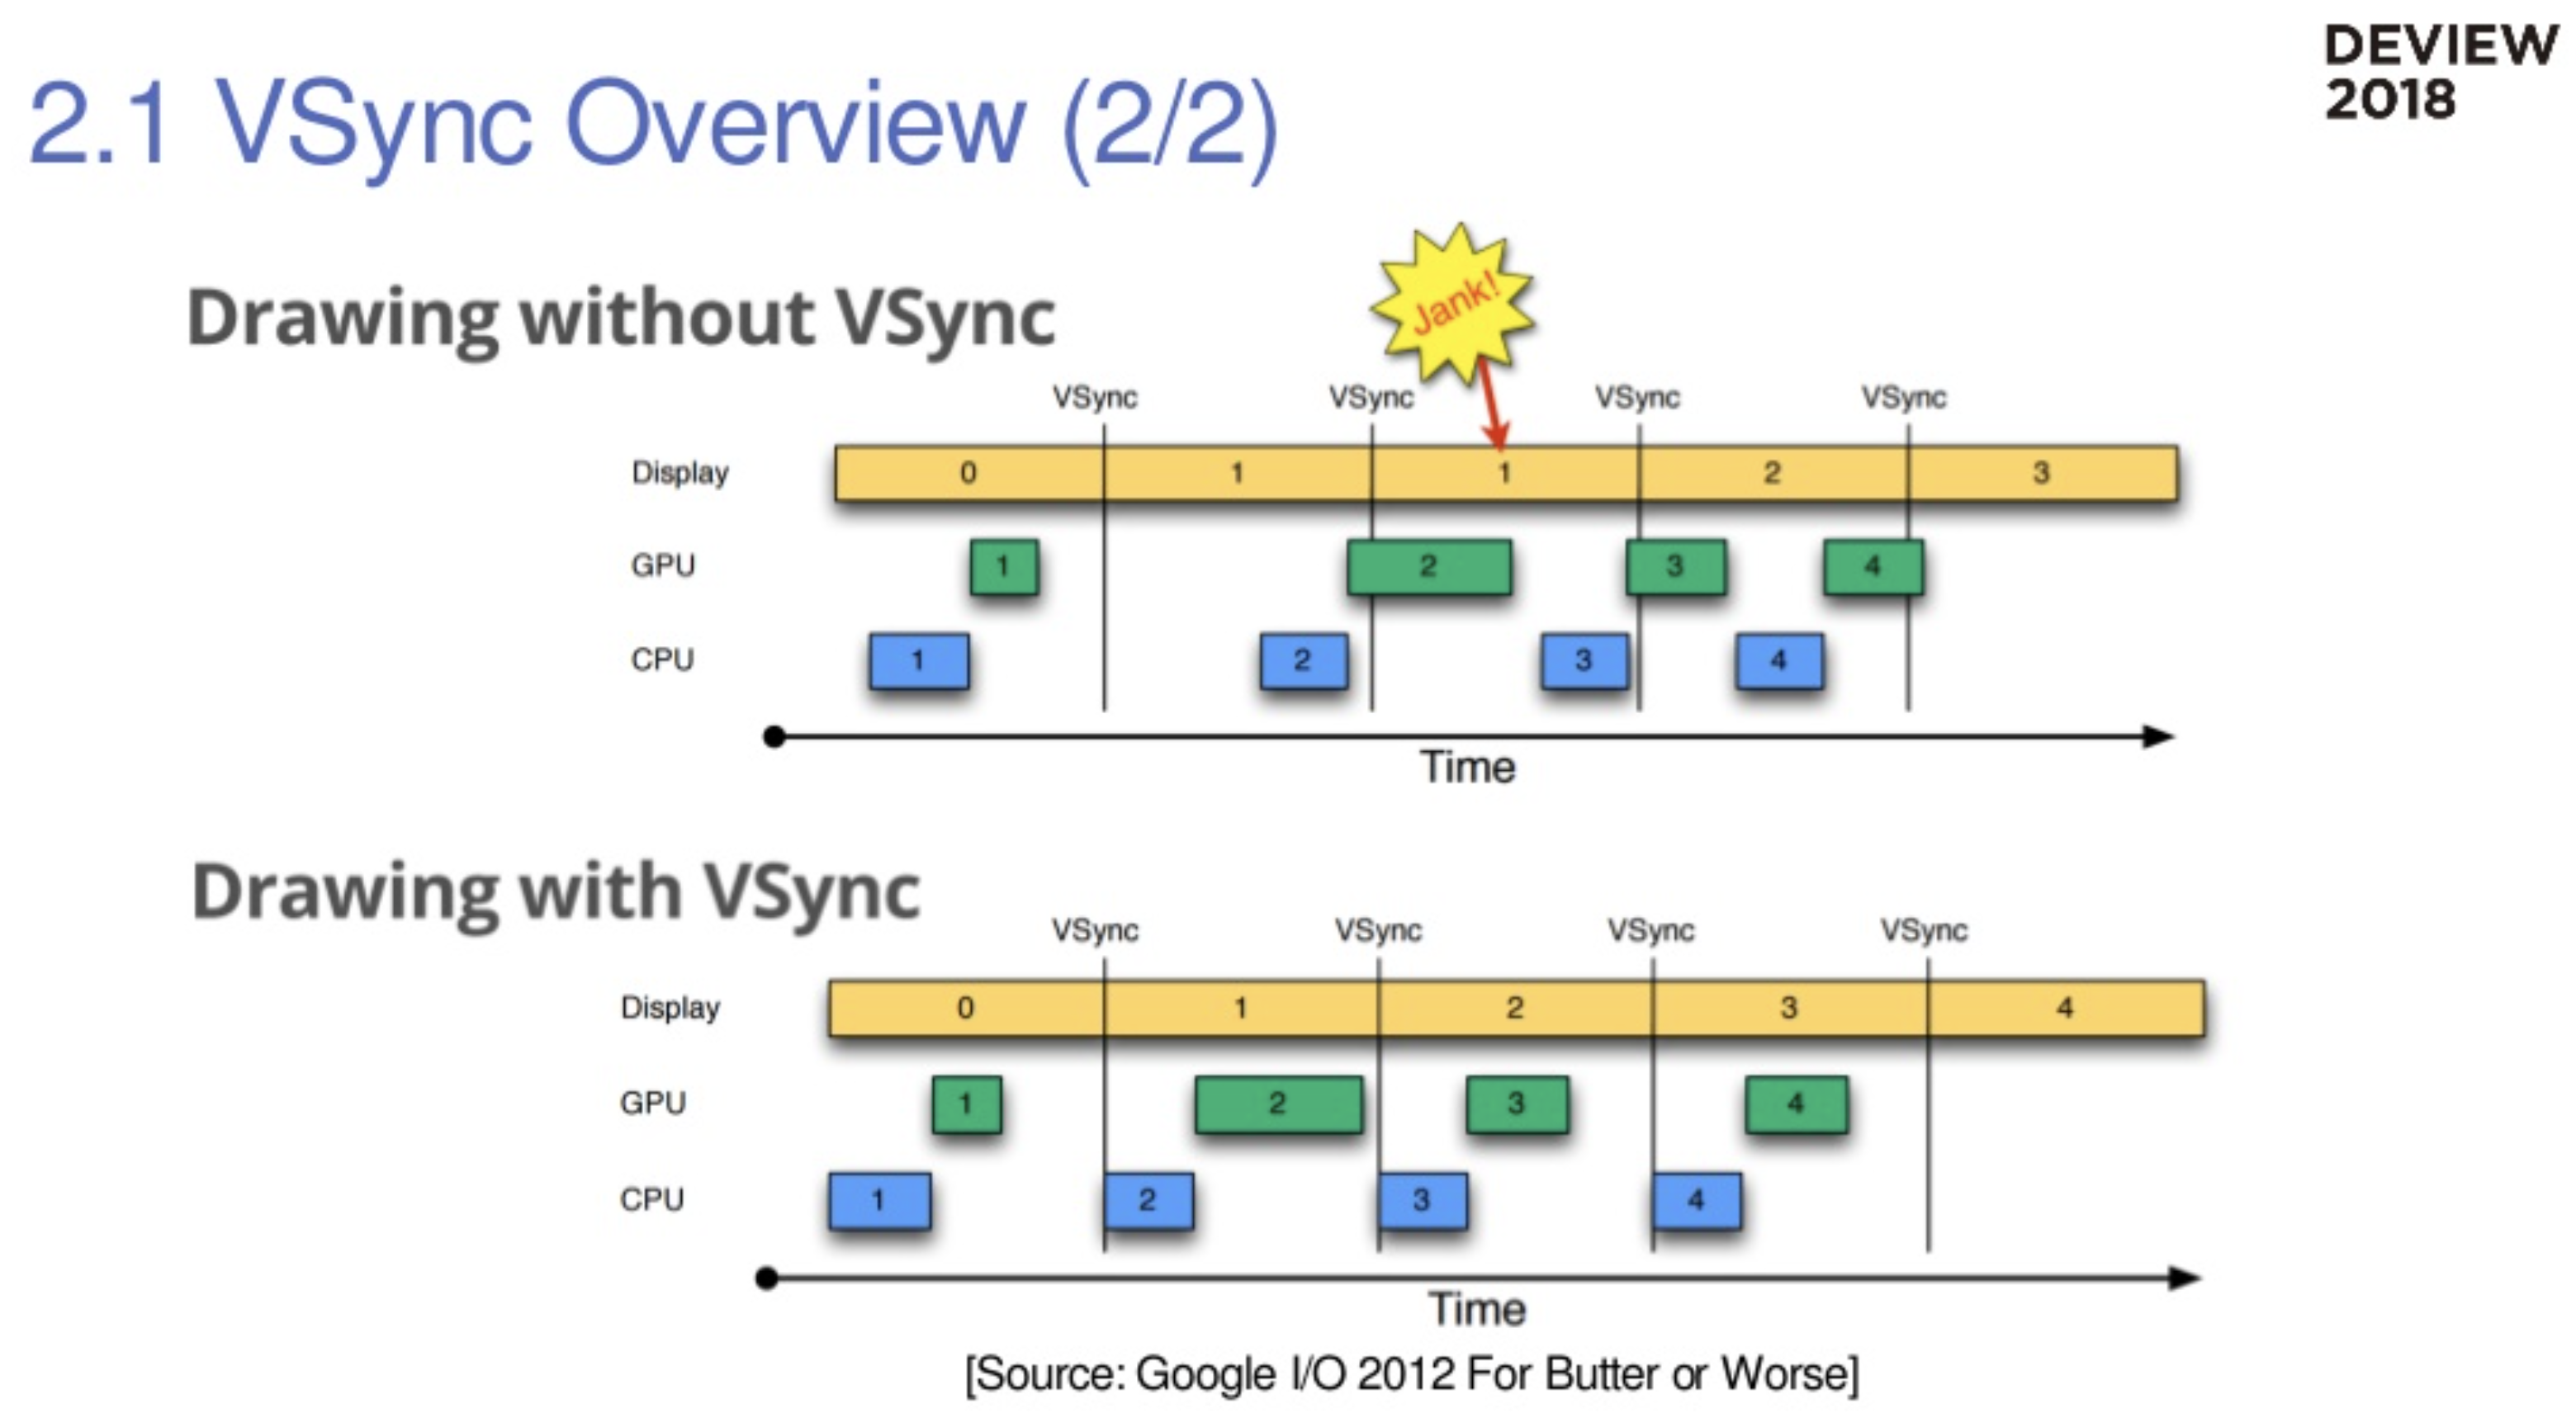 DEVIEW
2018
2.1 VSync Overview (2/2)
Jank!
Drawing without VSync
VSync VSync VSync VSync
Display 0 1 1 2 3
GPU 1 2 3 4
CPU 1 2 3 4
Time
Drawing with VSync
VSync VSync VSync VSync
Display 0 1 2 3 4
GPU 1 2 3 4
CPU 1 2 3 4
Time
[Source: Google I/O 2012 For Butter or Worse]